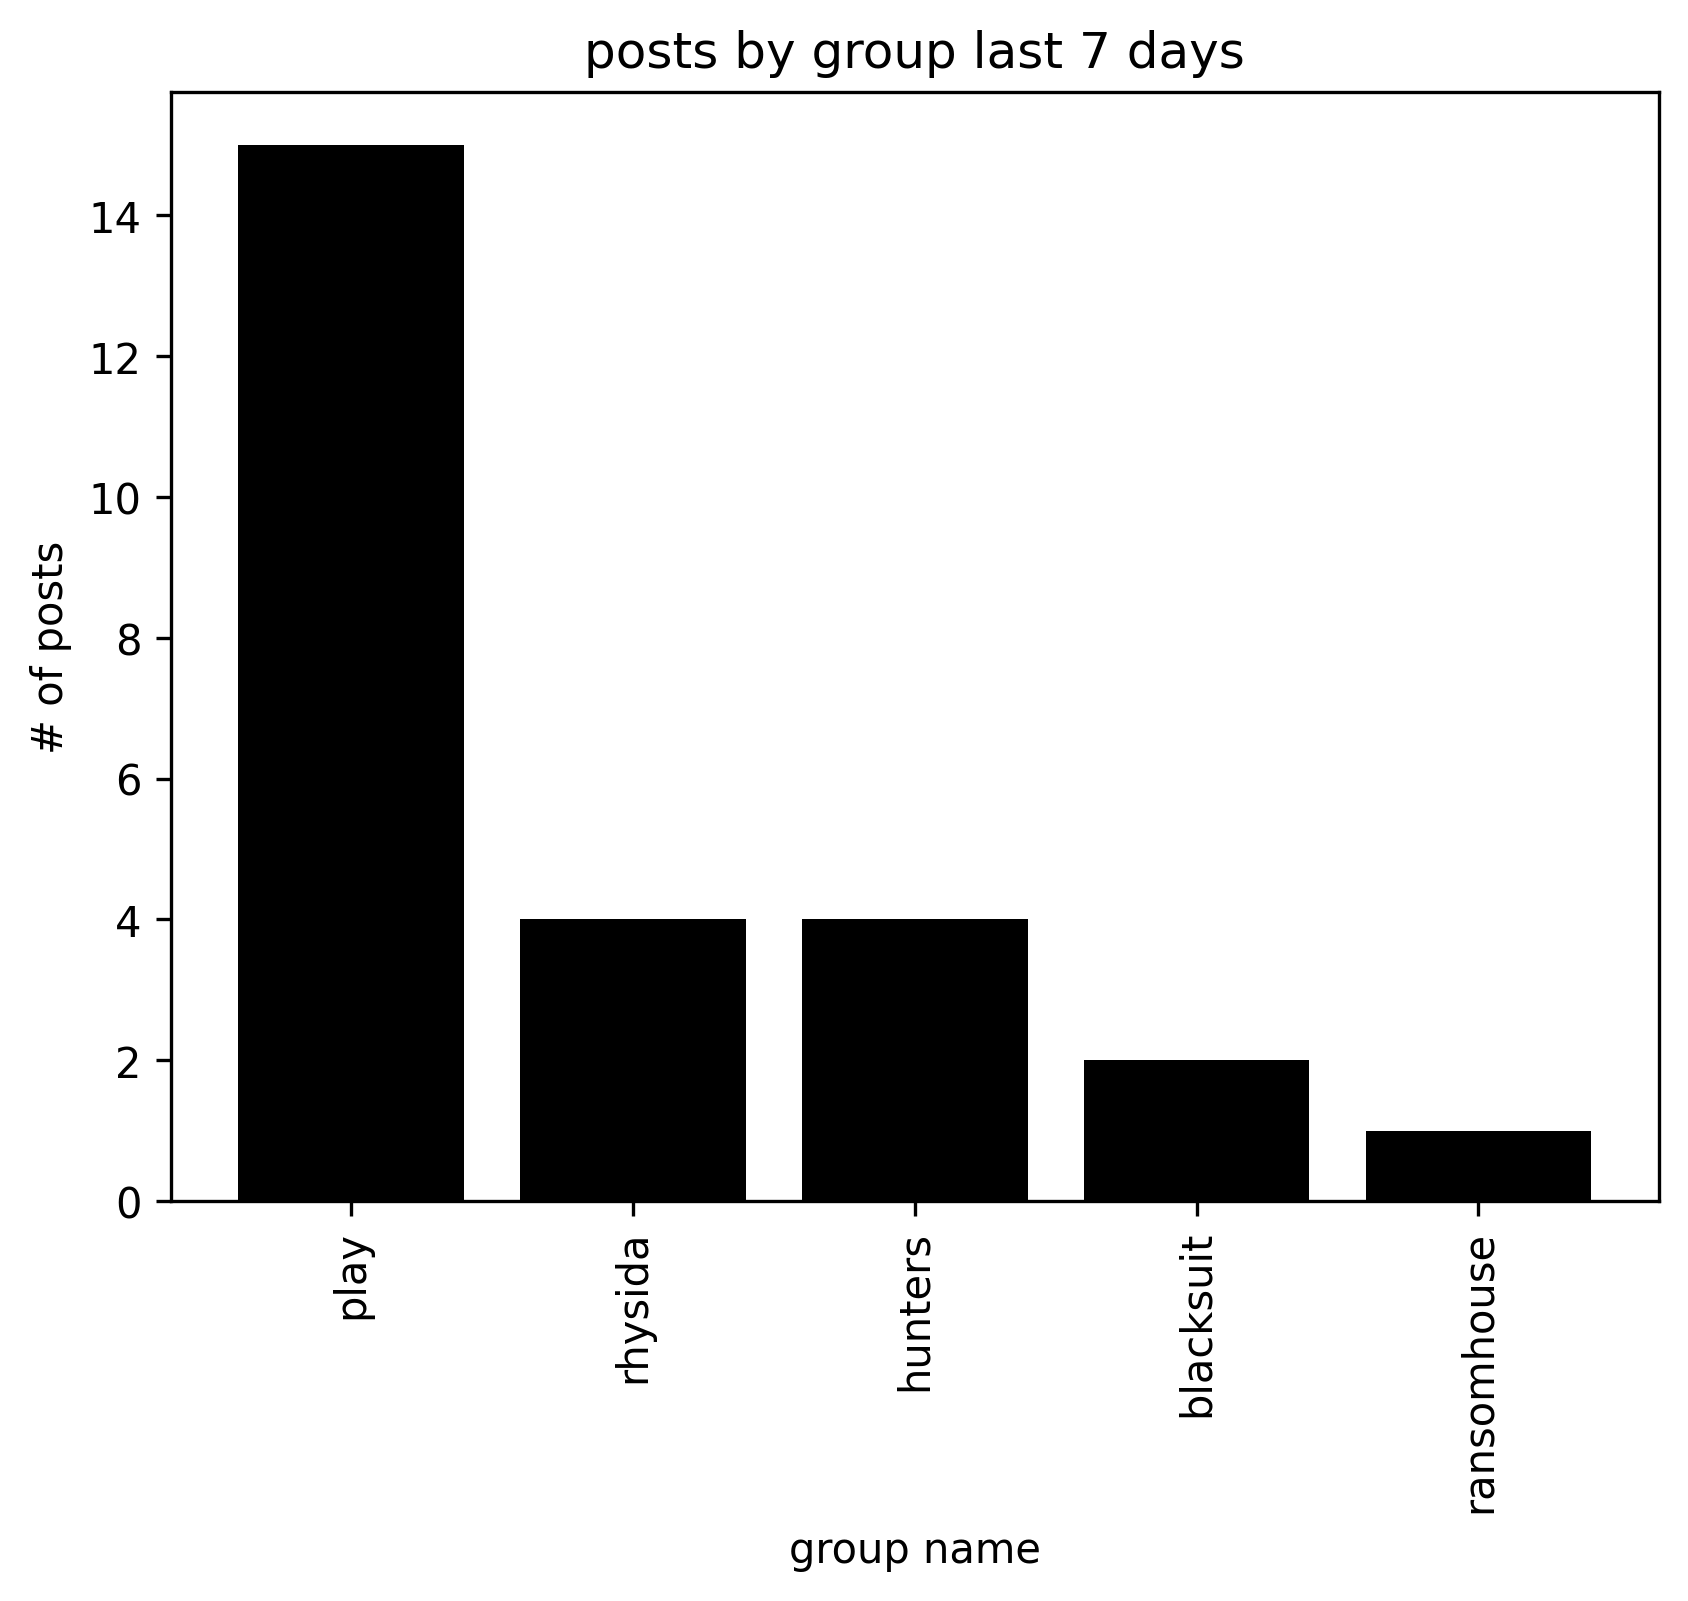 posts by group last 7 days
14
12
10
8
6
4
2
0
# of posts
play
rhysida
hunters
blacksuit
ransomhouse
group name